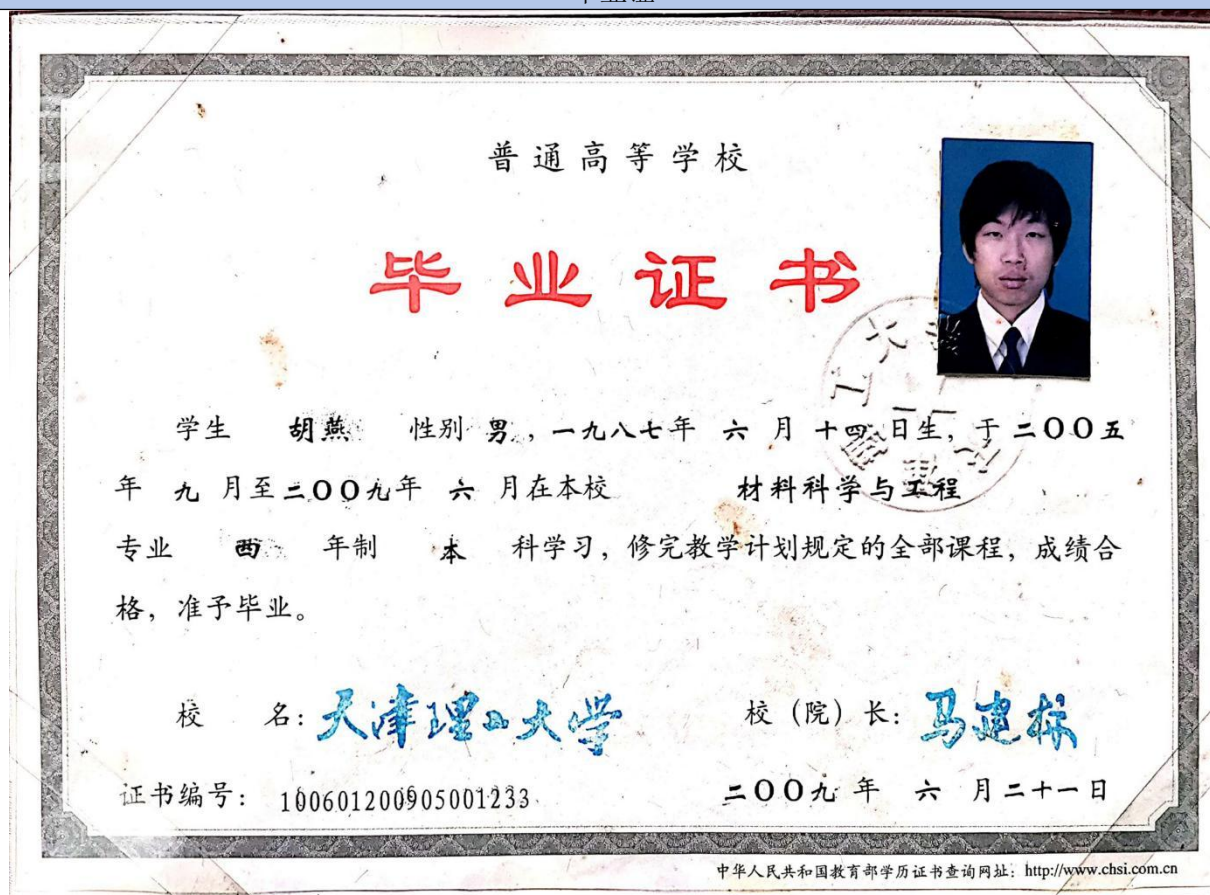 普通高等学校
毕业证书
学生 胡燕 性别 男，一九八七年 六 月 十四 日生，于 二〇〇五
年 九 月至 二〇〇九年 六 月在本校 材料科学与工程
专业 四 年制 本 科学习，修完教学计划规定的全部课程，成绩合
格，准予毕业。
校 名：天津理工大学 校（院）长：马建标
证书编号：100601200905001233 二〇〇九 年 六 月 二十一 日
中华人民共和国教育部学历证书查询网址：http://www.chsi.com.cn